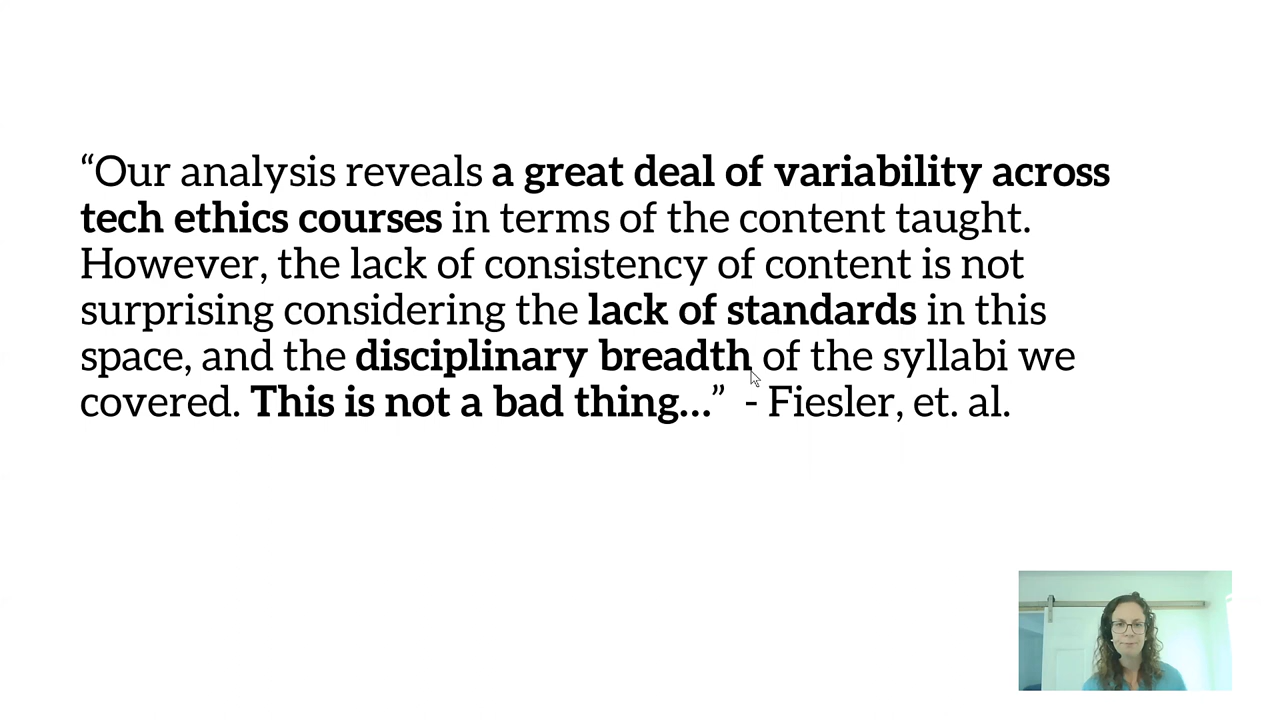 “Our analysis reveals a great deal of variability across
tech ethics courses in terms of the content taught.
However, the lack of consistency of content is not
surprising considering the lack of standards in this
space, and the disciplinary breadth of the syllabi we
covered. This is not a bad thing...”  - Fiesler, et. al.